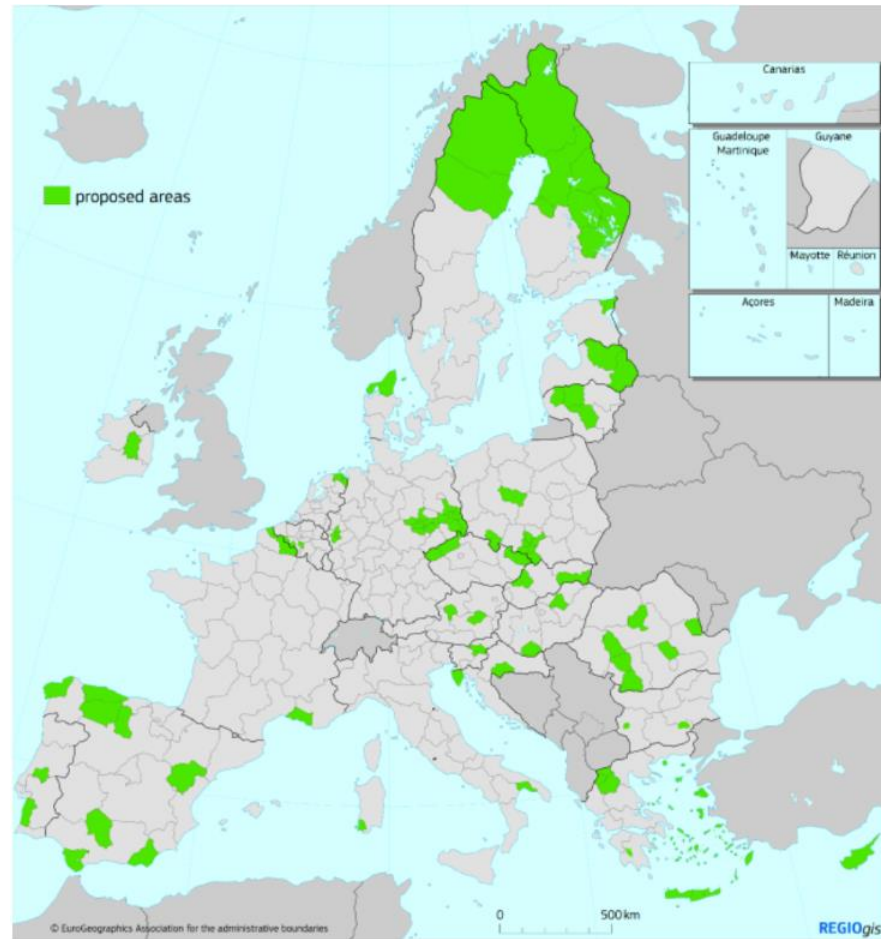 proposed areas
Canarias
Guadeloupe
Martinique
Guyane
Mayotte
Réunion
Açores
Madeira
© EuroGeographics Association for the administrative boundaries
0
500 km
REGIOgis